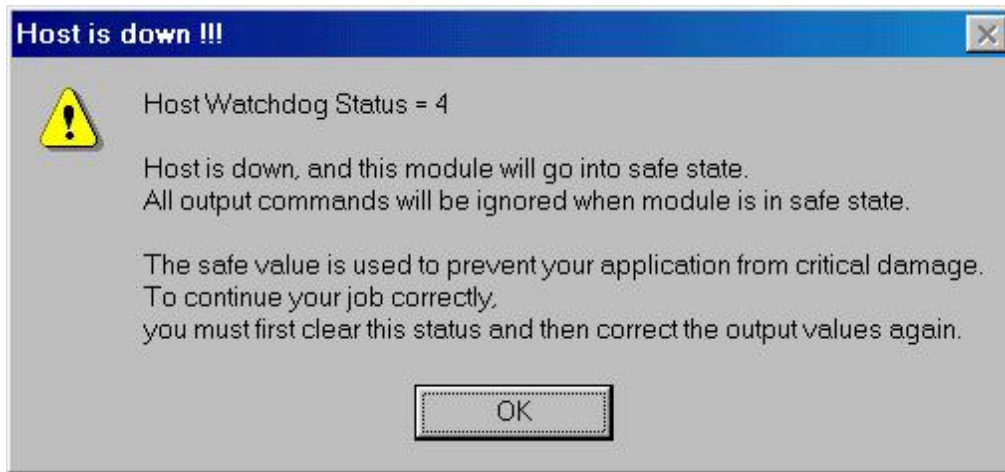 Host is down !!!
Host Watchdog Status = 4
Host is down, and this module will go into safe state.
All output commands will be ignored when module is in safe state.
The safe value is used to prevent your application from critical damage.
To continue your job correctly,
you must first clear this status and then correct the output values again.
OK